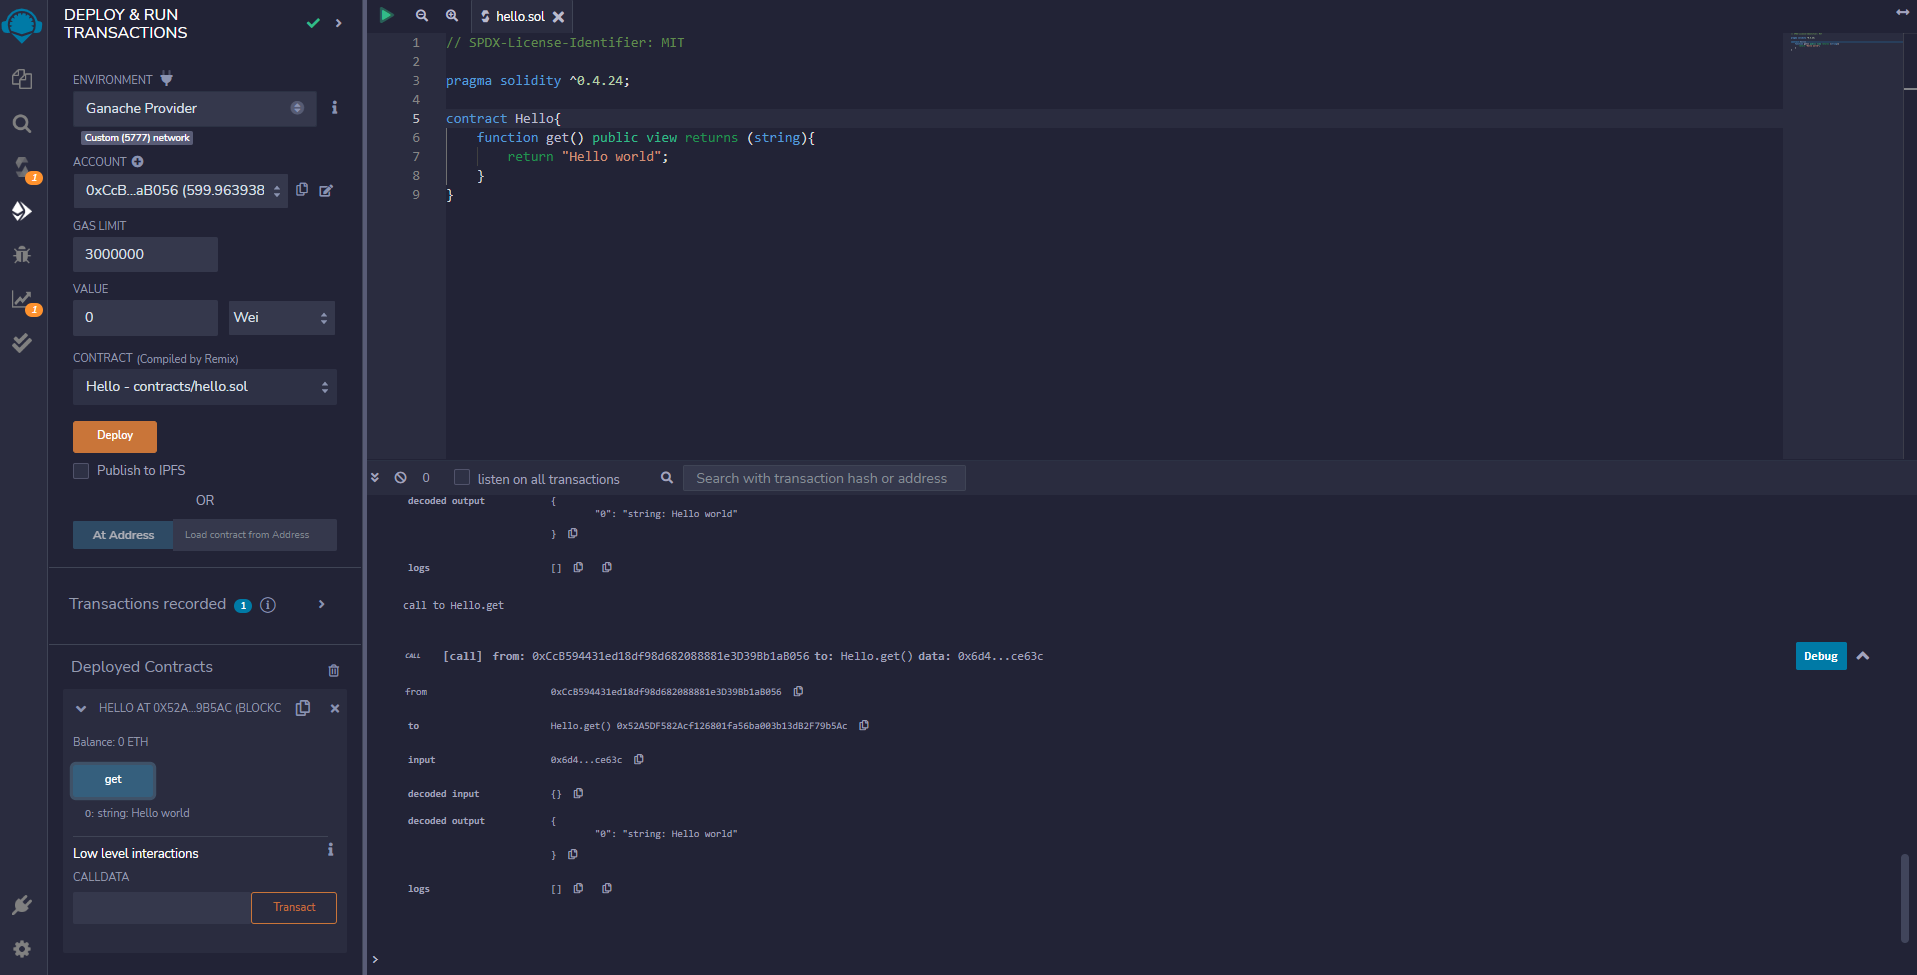 DEPLOY & RUN
TRANSACTIONS
ENVIRONMENT
Ganache Provider
Custom (5777) network
ACCOUNT
0xCcB...aB056 (599.963938
GAS LIMIT
3000000
VALUE
0
Wei
CONTRACT (Compiled by Remix)
Hello - contracts/hello.sol
Deploy
Publish to IPFS
OR
At Address
Load contract from Address
Transactions recorded 1
Deployed Contracts
HELLO AT 0X52A...9B5AC (BLOCKC
Balance: 0 ETH
get
0: string: Hello world
Low level interactions
CALLDATA
Transact
1
1
hello.sol
1 // SPDX-License-Identifier: MIT
2
3 pragma solidity ^0.4.24;
4
5 contract Hello{
6 function get() public view returns (string){
7 return "Hello world";
8 }
9 }
0
listen on all transactions
Search with transaction hash or address
decoded output {
"0": "string: Hello world"
}
logs []
call to Hello.get
CALL [call] from: 0xCcB594431ed18df98d682088881e3D39Bb1aB056 to: Hello.get() data: 0x6d4...ce63c
Debug
from 0xCcB594431ed18df98d682088881e3D39Bb1aB056
to Hello.get() 0x52A5DF582Acf126801fa56ba003b13dB2F79b5Ac
input 0x6d4...ce63c
decoded input {}
decoded output {
"0": "string: Hello world"
}
logs []
>